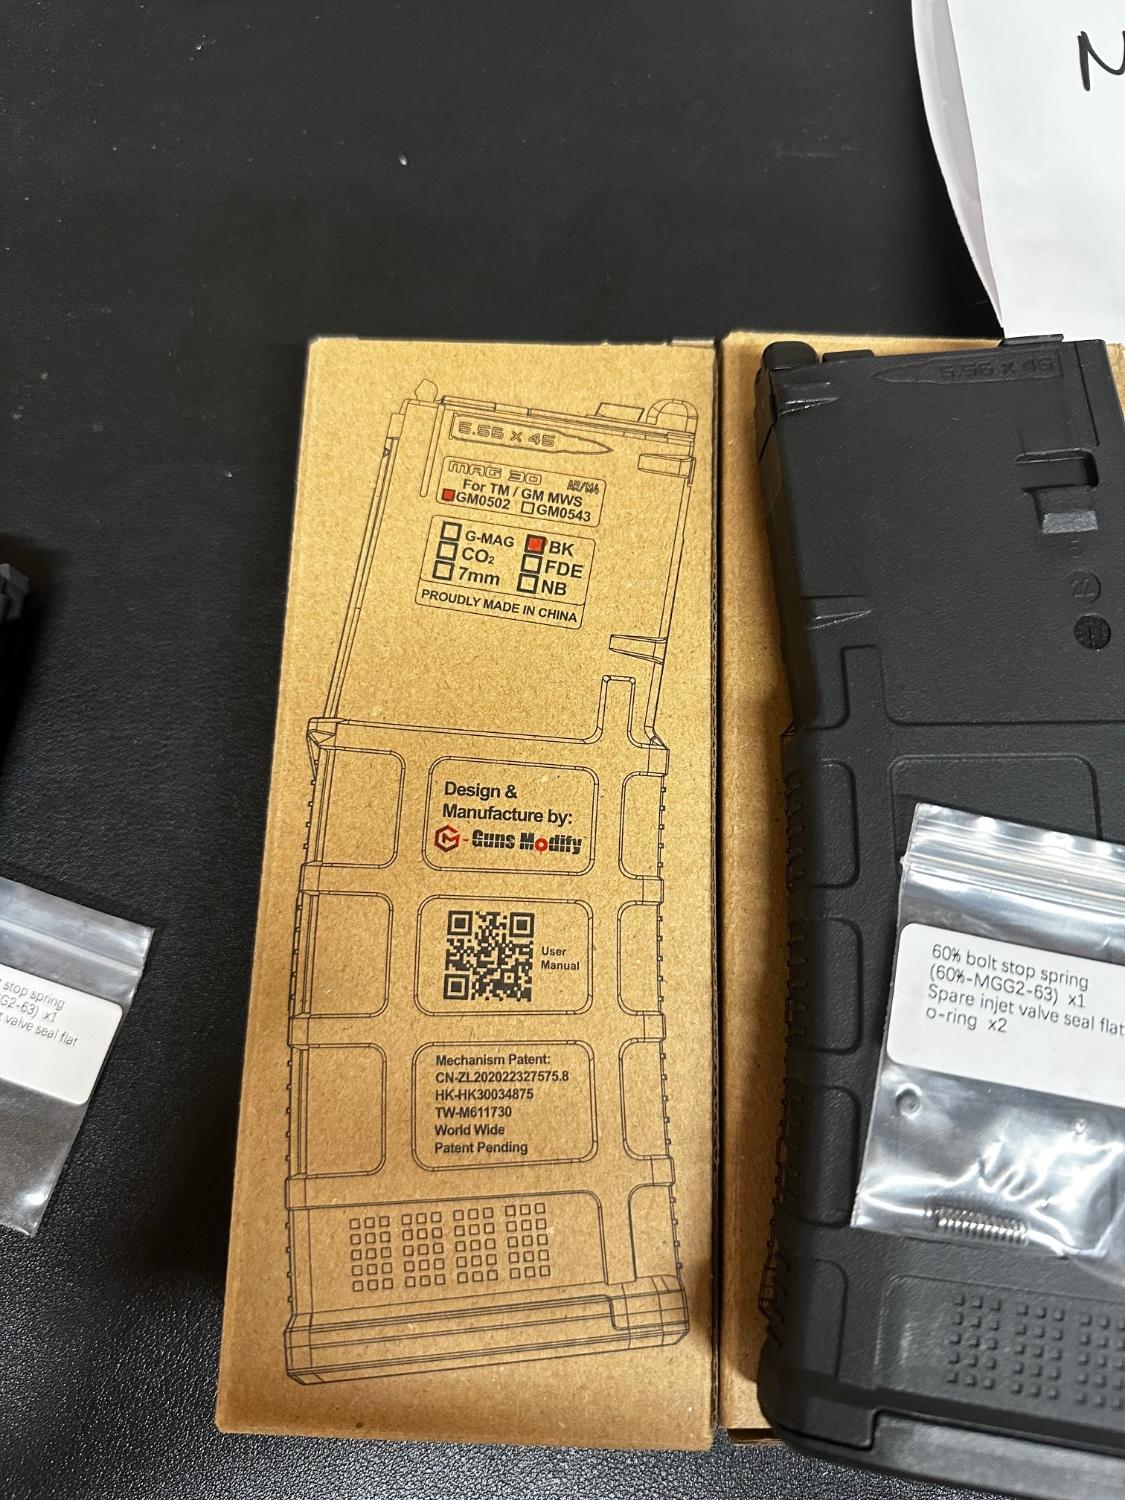 N
5.56 x 45
MAG 30 AR/M4
For TM / GM MWS
GM0502 GM0543
G-MAG BK
CO₂ FDE
7mm NB
PROUDLY MADE IN CHINA
Design &
Manufacture by:
Guns Modify
User
Manual
Mechanism Patent:
CN-ZL202022327575.8
HK-HK30034875
TW-M611730
World Wide
Patent Pending
5.56 x 45
5
22
60% bolt stop spring
(60%-MGG2-63) x1
Spare injet valve seal flat
o-ring x2
stop spring
G2-63) x1
valve seal flat